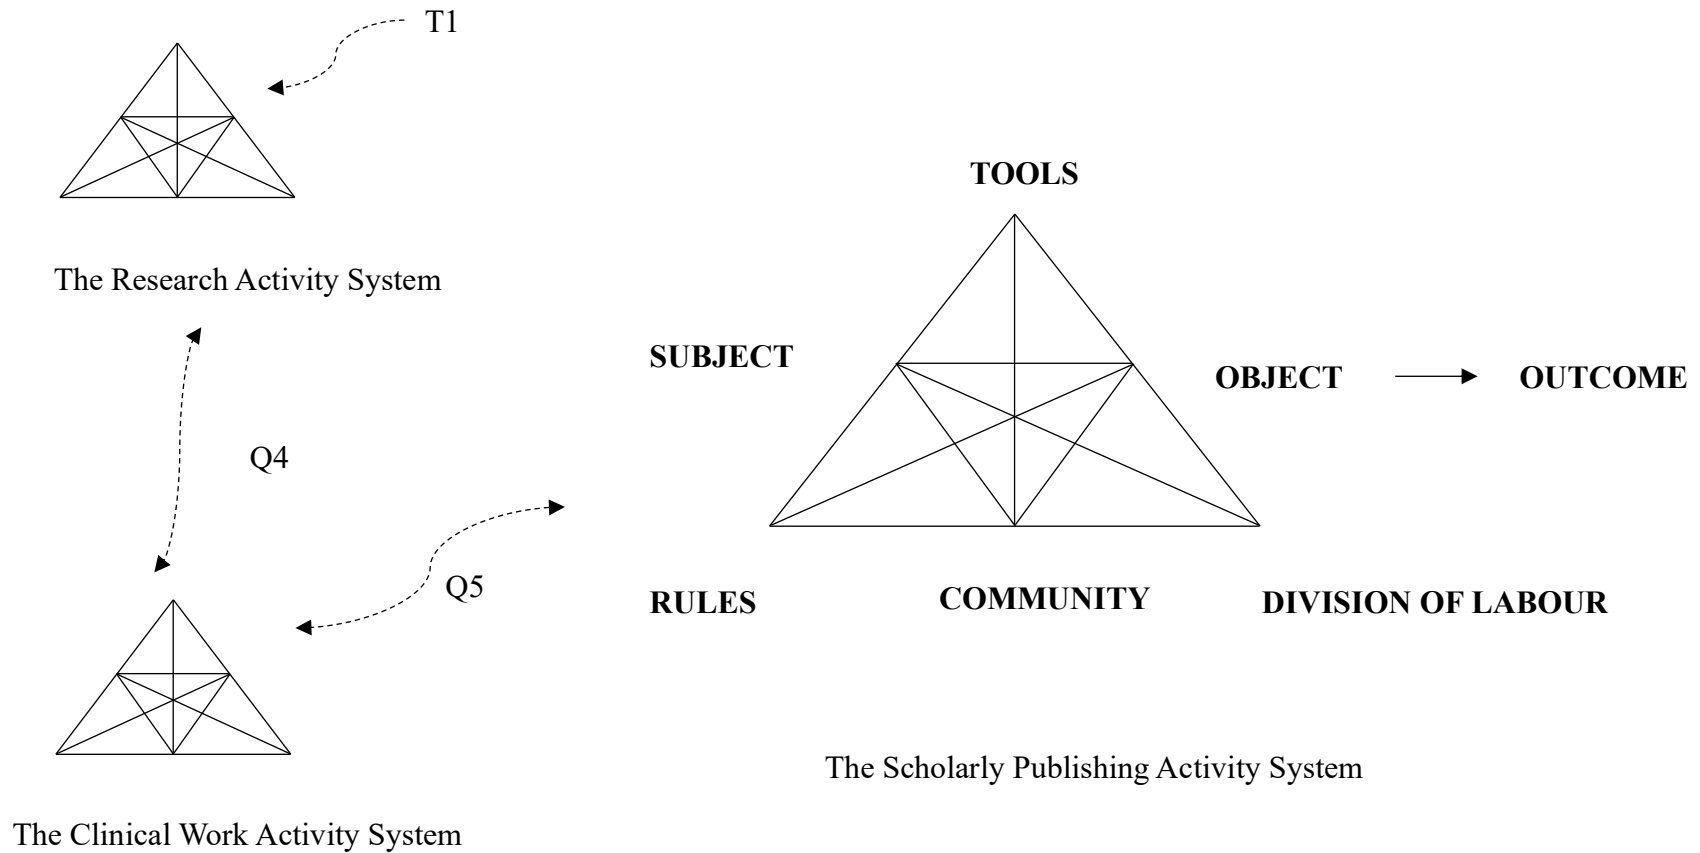 T1
The Research Activity System
Q4
Q5
The Clinical Work Activity System
TOOLS
SUBJECT
OBJECT
OUTCOME
RULES
COMMUNITY
DIVISION OF LABOUR
The Scholarly Publishing Activity System